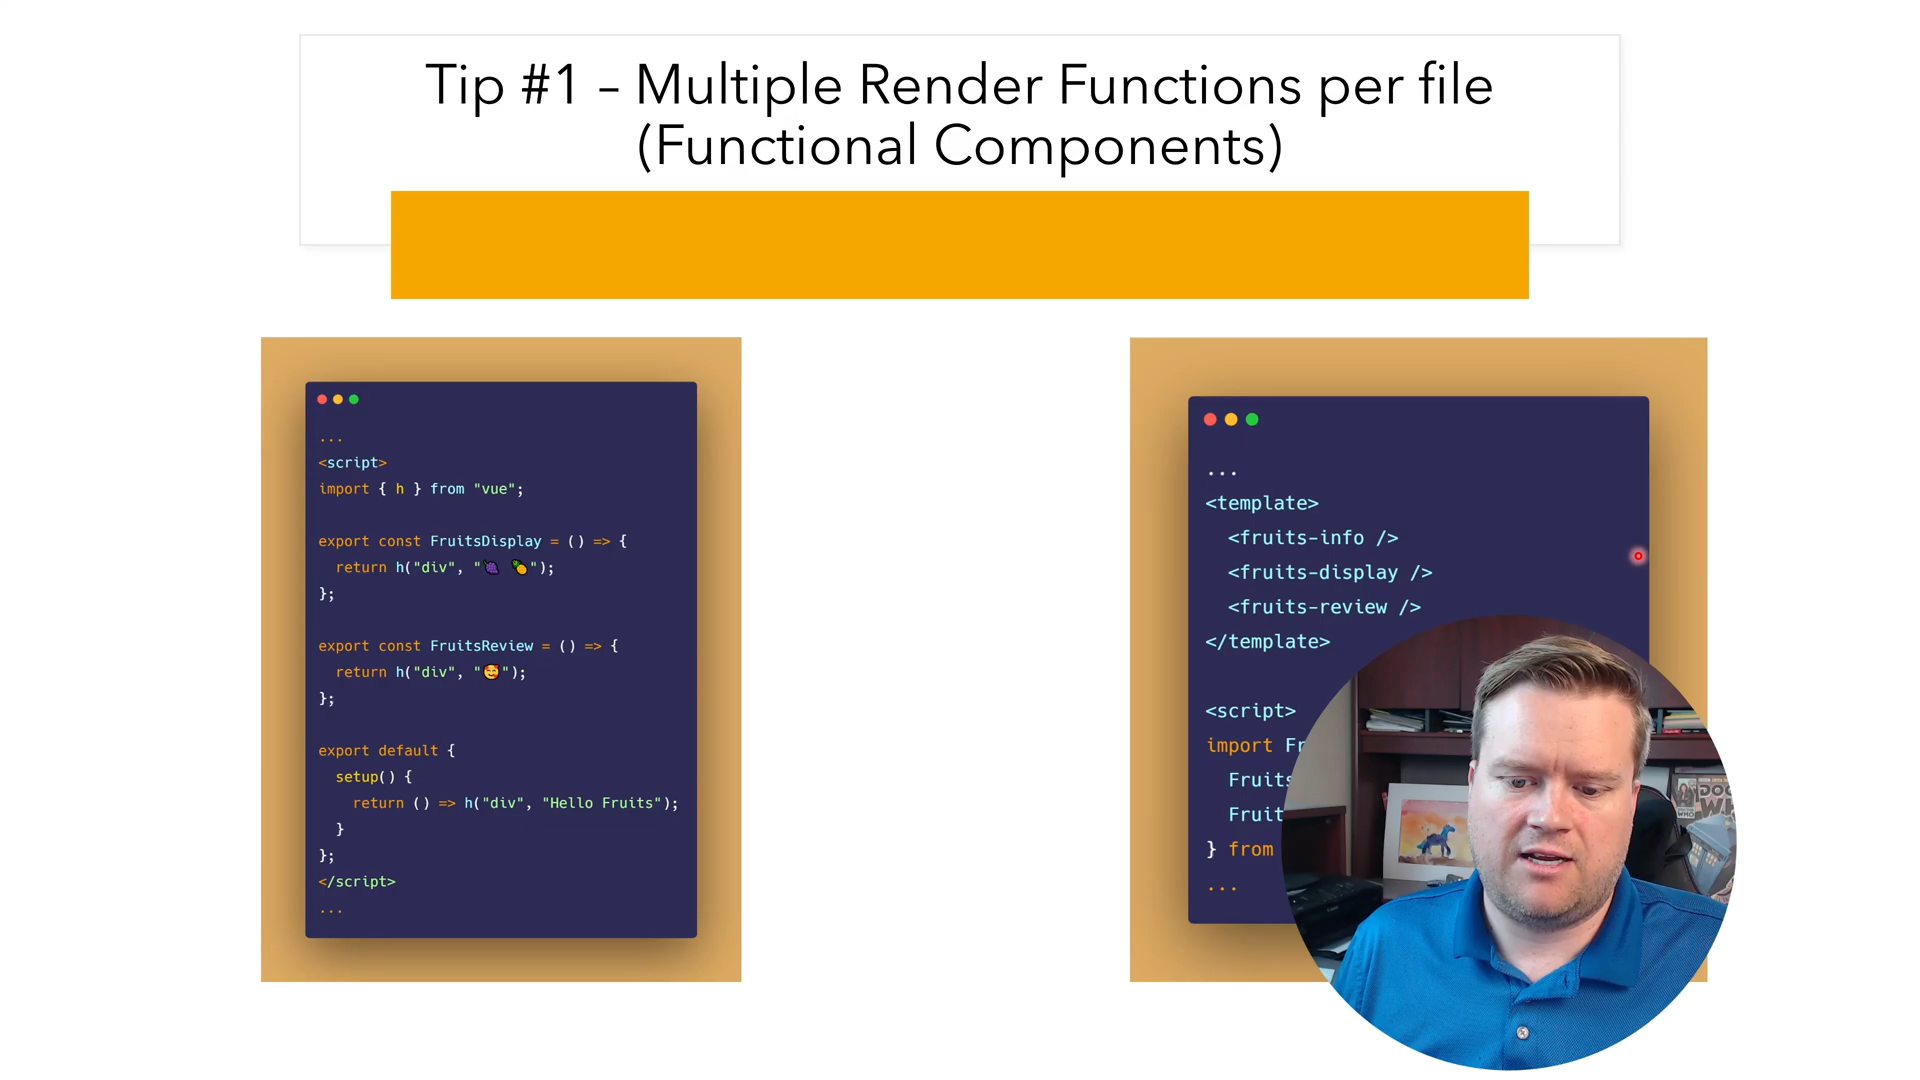 Tip #1 – Multiple Render Functions per file
(Functional Components)
...
<script>
import { h } from "vue";
export const FruitsDisplay = () => {
return h("div", "🍇 🍍");
};
export const FruitsReview = () => {
return h("div", "🥰");
};
export default {
setup() {
return () => h("div", "Hello Fruits");
}
};
</script>
...
...
<template>
<fruits-info />
<fruits-display />
<fruits-review />
</template>
<script>
import
} from
...
DOC
WHO